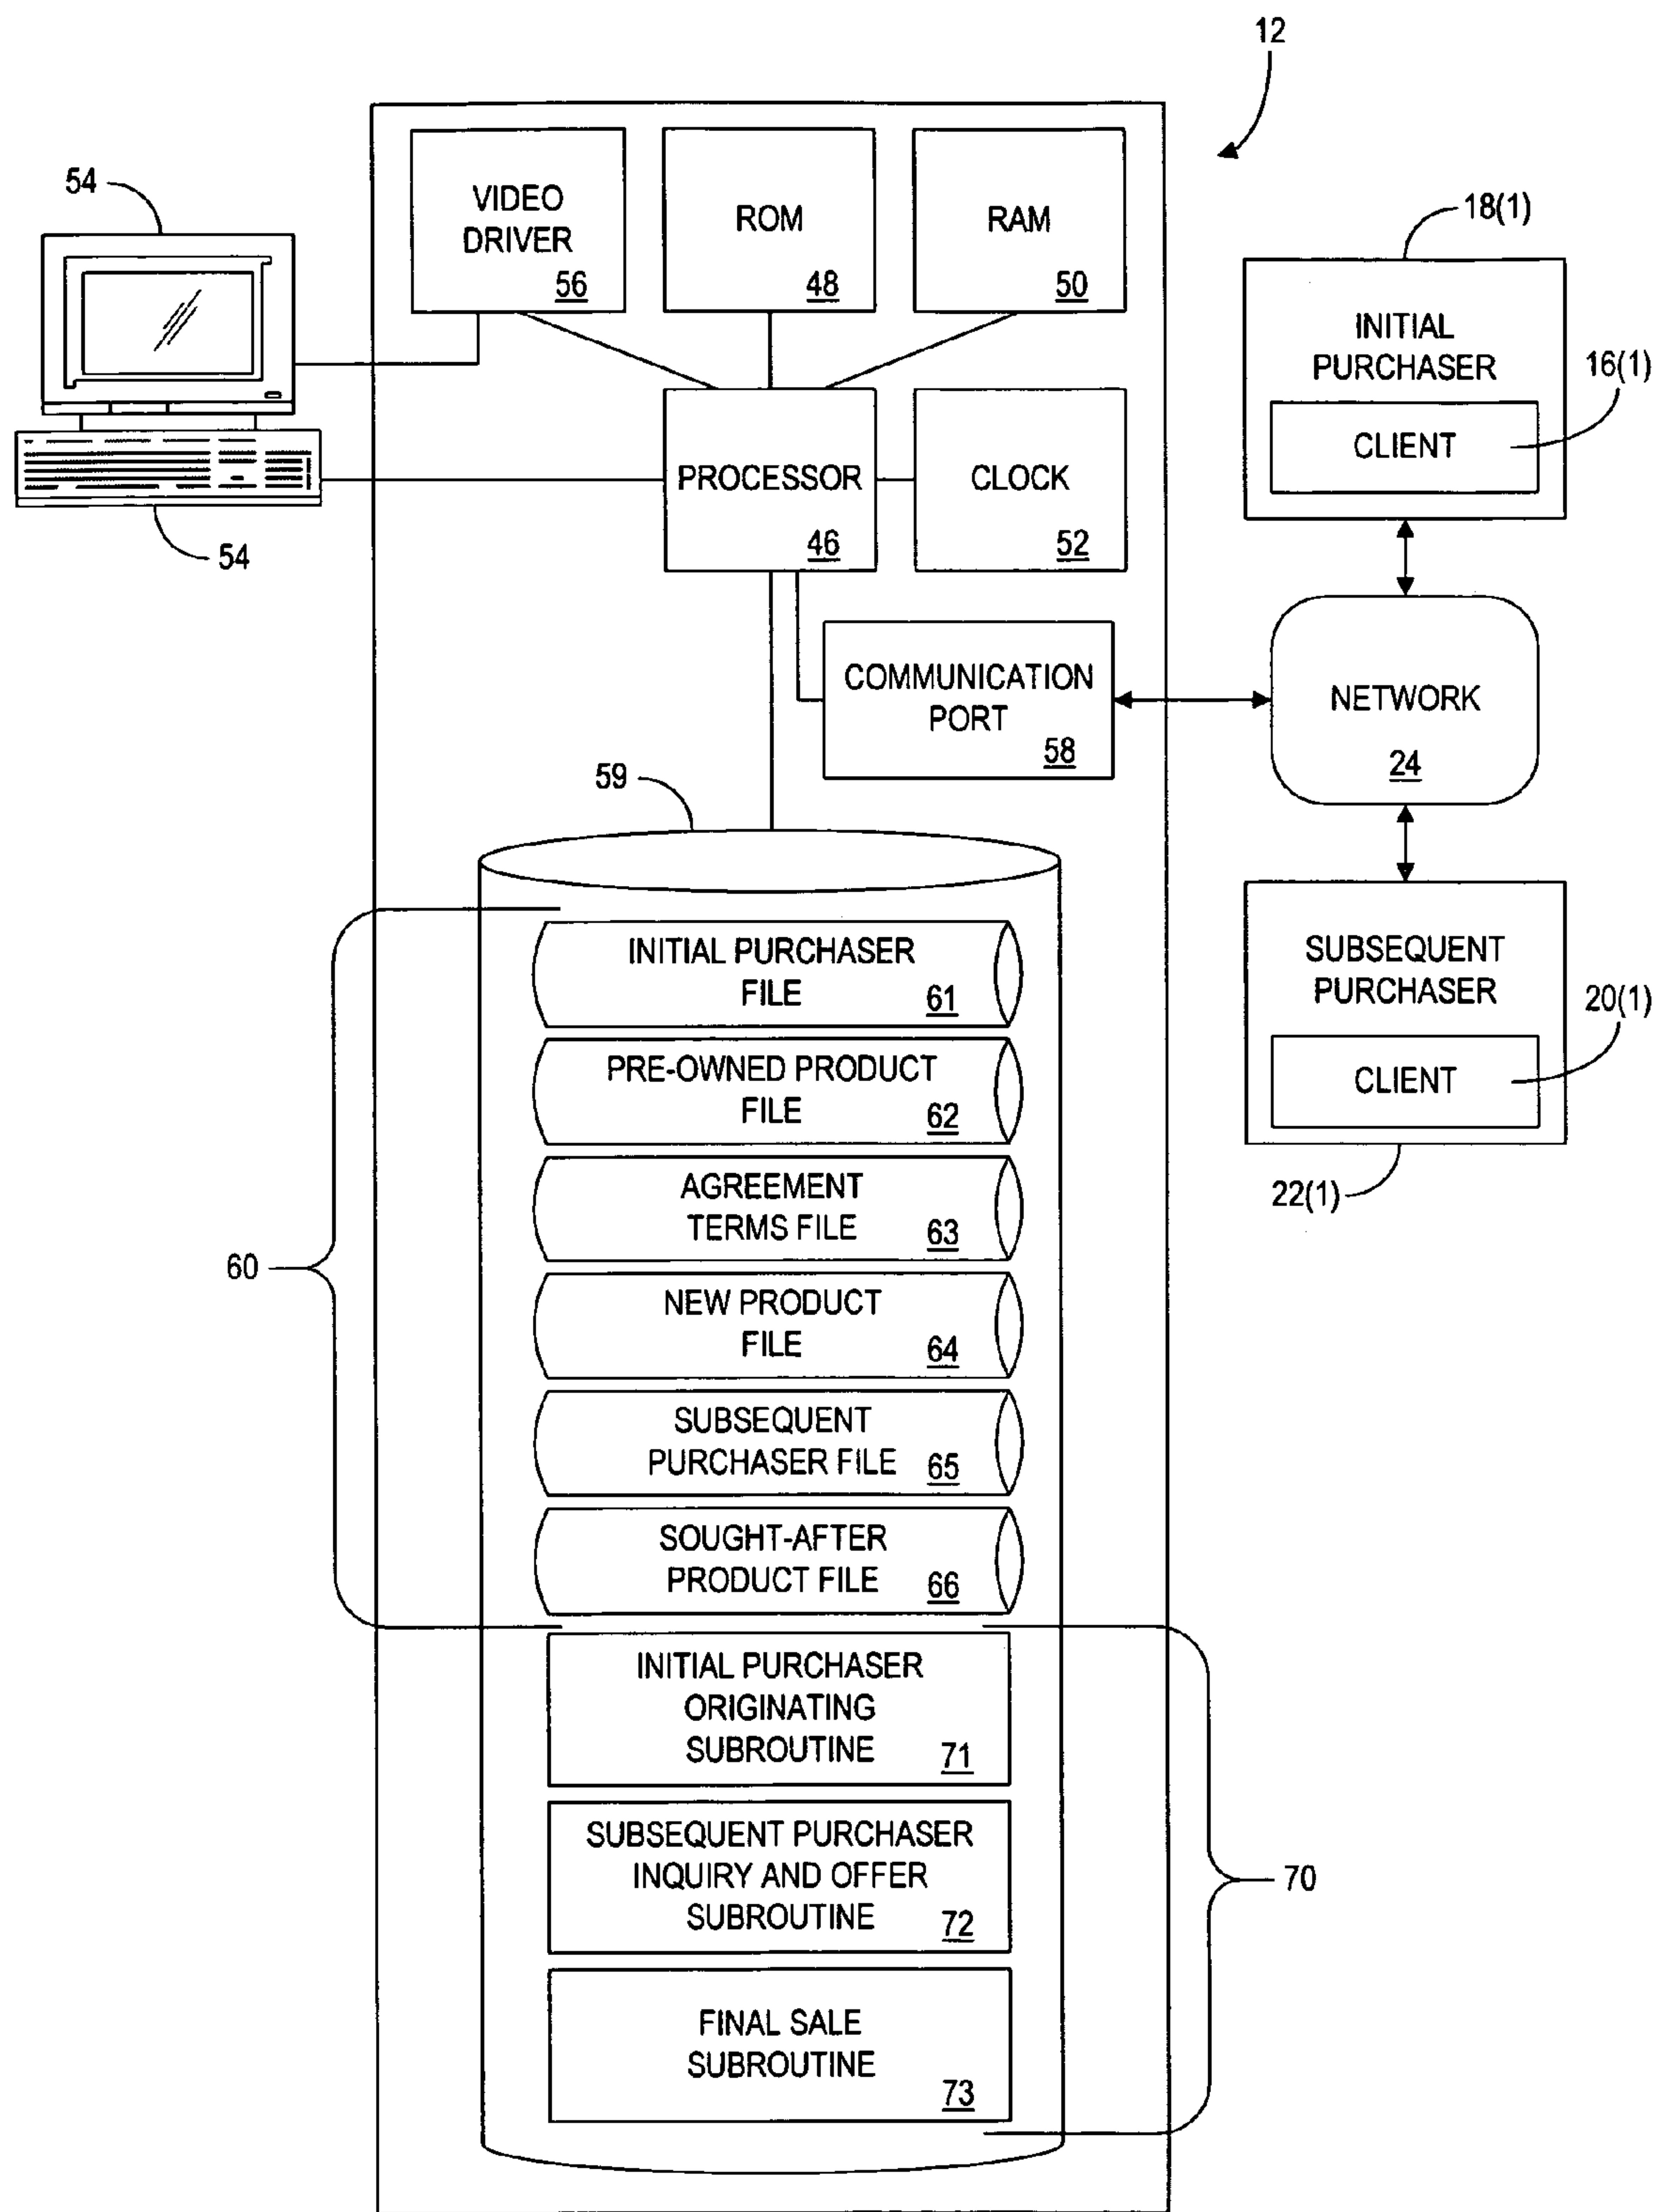 12
54
VIDEO
DRIVER
56
ROM
48
RAM
50
18(1)
INITIAL
PURCHASER
16(1)
CLIENT
PROCESSOR
46
CLOCK
52
54
COMMUNICATION
PORT
58
NETWORK
24
59
SUBSEQUENT
PURCHASER
20(1)
CLIENT
22(1)
60
INITIAL PURCHASER
FILE
61
PRE-OWNED PRODUCT
FILE
62
AGREEMENT
TERMS FILE
63
NEW PRODUCT
FILE
64
SUBSEQUENT
PURCHASER FILE
65
SOUGHT-AFTER
PRODUCT FILE
66
INITIAL PURCHASER
ORIGINATING
SUBROUTINE
71
SUBSEQUENT PURCHASER
INQUIRY AND OFFER
SUBROUTINE
72
70
FINAL SALE
SUBROUTINE
73